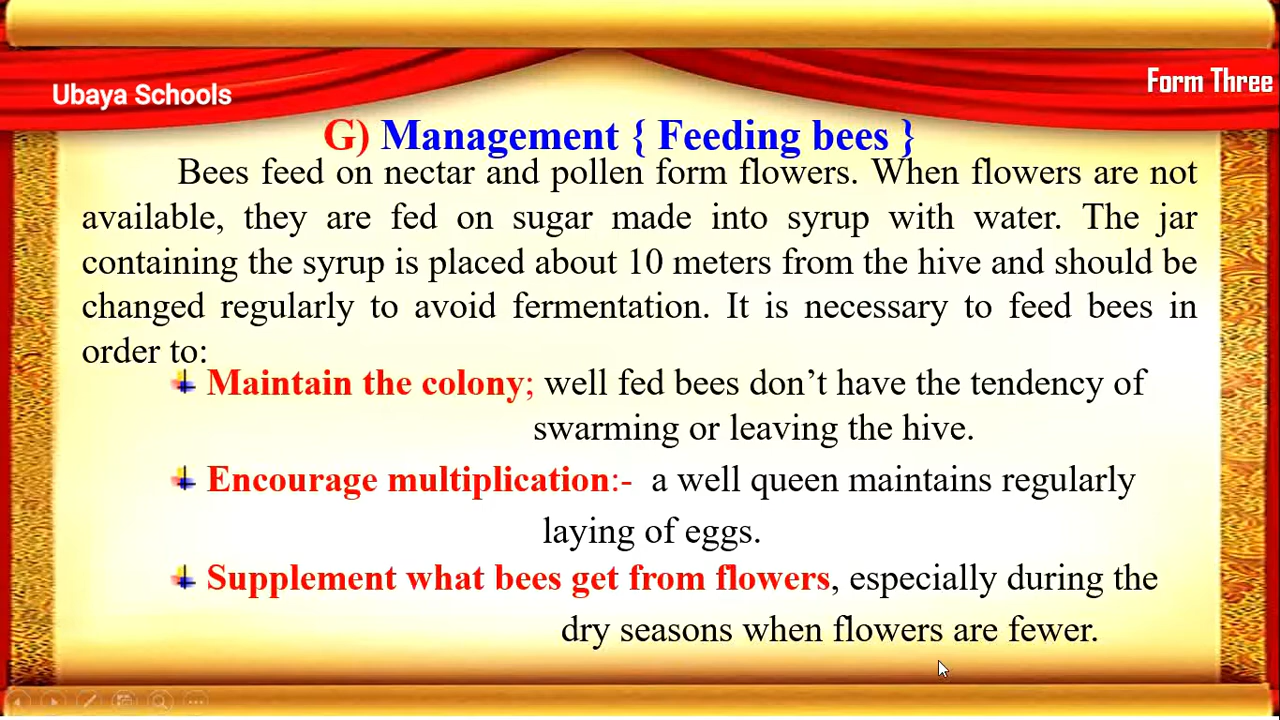 Ubaya Schools
Form Three
G) Management { Feeding bees }
Bees feed on nectar and pollen form flowers. When flowers are not
available, they are fed on sugar made into syrup with water. The jar
containing the syrup is placed about 10 meters from the hive and should be
changed regularly to avoid fermentation. It is necessary to feed bees in
order to:
Maintain the colony; well fed bees don’t have the tendency of
swarming or leaving the hive.
Encourage multiplication:- a well queen maintains regularly
laying of eggs.
Supplement what bees get from flowers, especially during the
dry seasons when flowers are fewer.